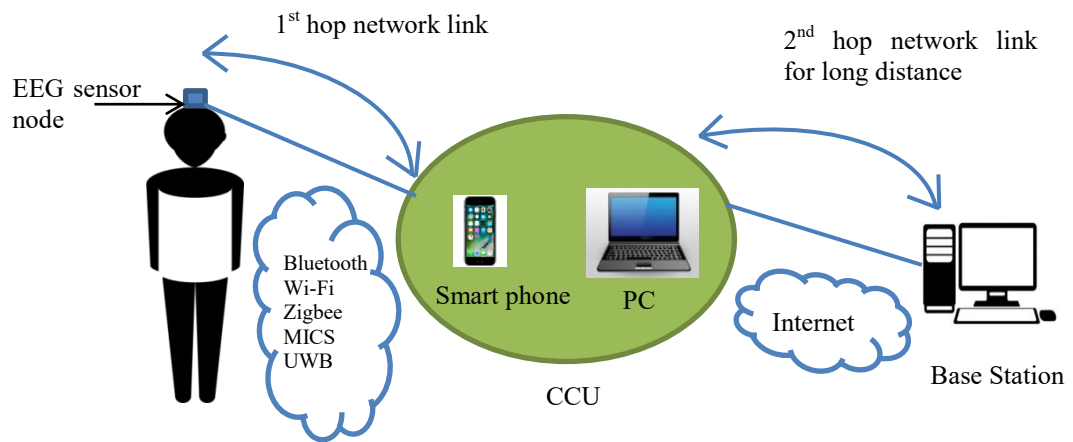 1st hop network link
2nd hop network link
for long distance
EEG sensor
node
Bluetooth
Wi-Fi
Zigbee
MICS
UWB
Smart phone
PC
Internet
CCU
Base Station